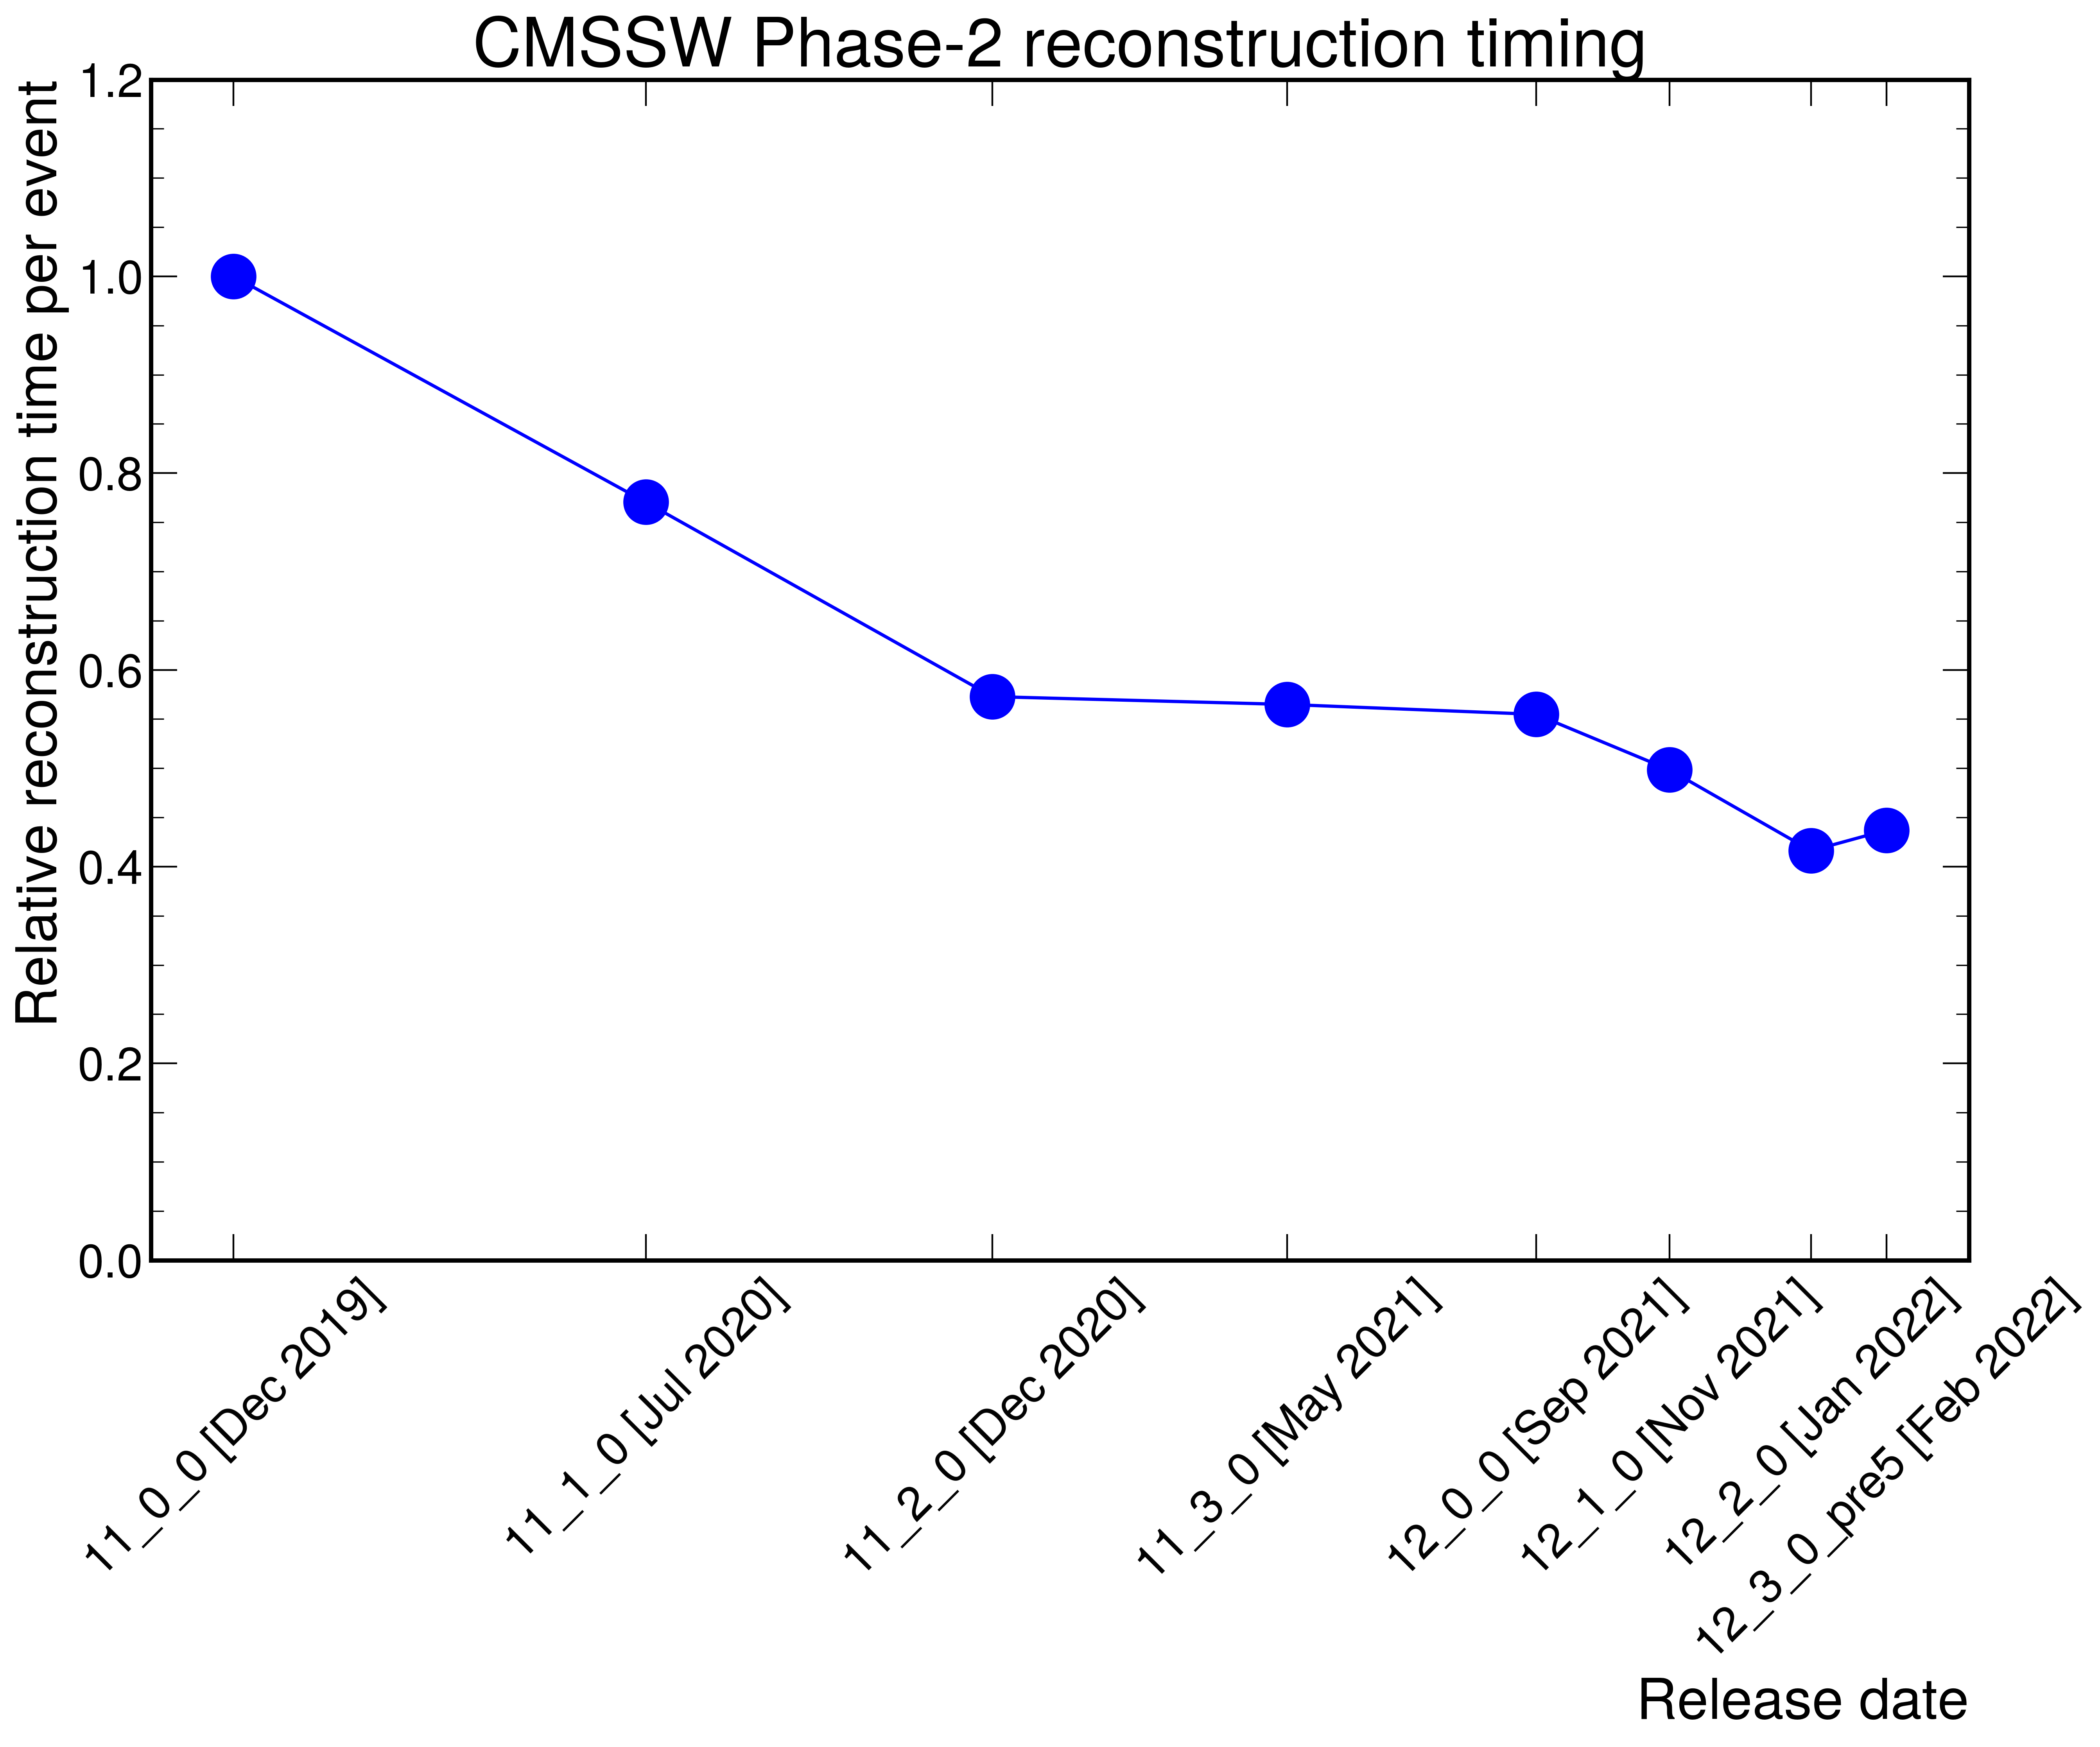 CMSSW Phase-2 reconstruction timing
Relative reconstruction time per event
1.2
1.0
0.8
0.6
0.4
0.2
0.0
11_0_0 [Dec 2019]
11_1_0 [Jul 2020]
11_2_0 [Dec 2020]
11_3_0 [May 2021]
12_0_0 [Sep 2021]
12_1_0 [Nov 2021]
12_2_0 [Jan 2022]
12_3_0_pre5 [Feb 2022]
Release date